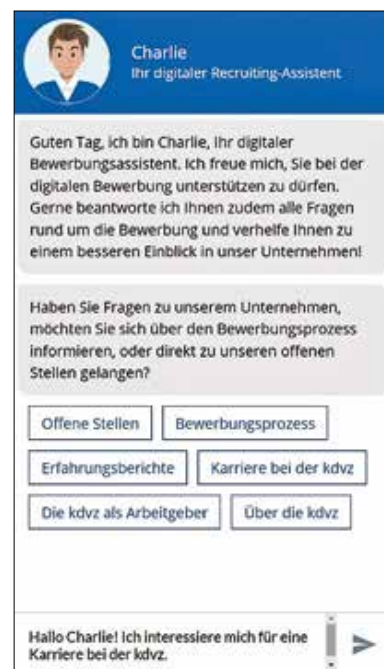 Charlie
Ihr digitaler Recruiting-Assistent
Guten Tag, ich bin Charlie, Ihr digitaler
Bewerbungsassistent. Ich freue mich, Sie bei der
digitalen Bewerbung unterstützen zu dürfen.
Gerne beantworte ich Ihnen zudem alle Fragen
rund um die Bewerbung und verhelfe Ihnen zu
einem besseren Einblick in unser Unternehmen!
Haben Sie Fragen zu unserem Unternehmen,
möchten Sie sich über den Bewerbungsprozess
informieren, oder direkt zu unseren offenen
Stellen gelangen?
Offene Stellen Bewerbungsprozess
Erfahrungsberichte Karriere bei der kdvz
Die kdvz als Arbeitgeber Über die kdvz
Hallo Charlie! Ich interessiere mich für eine
Karriere bei der kdvz.